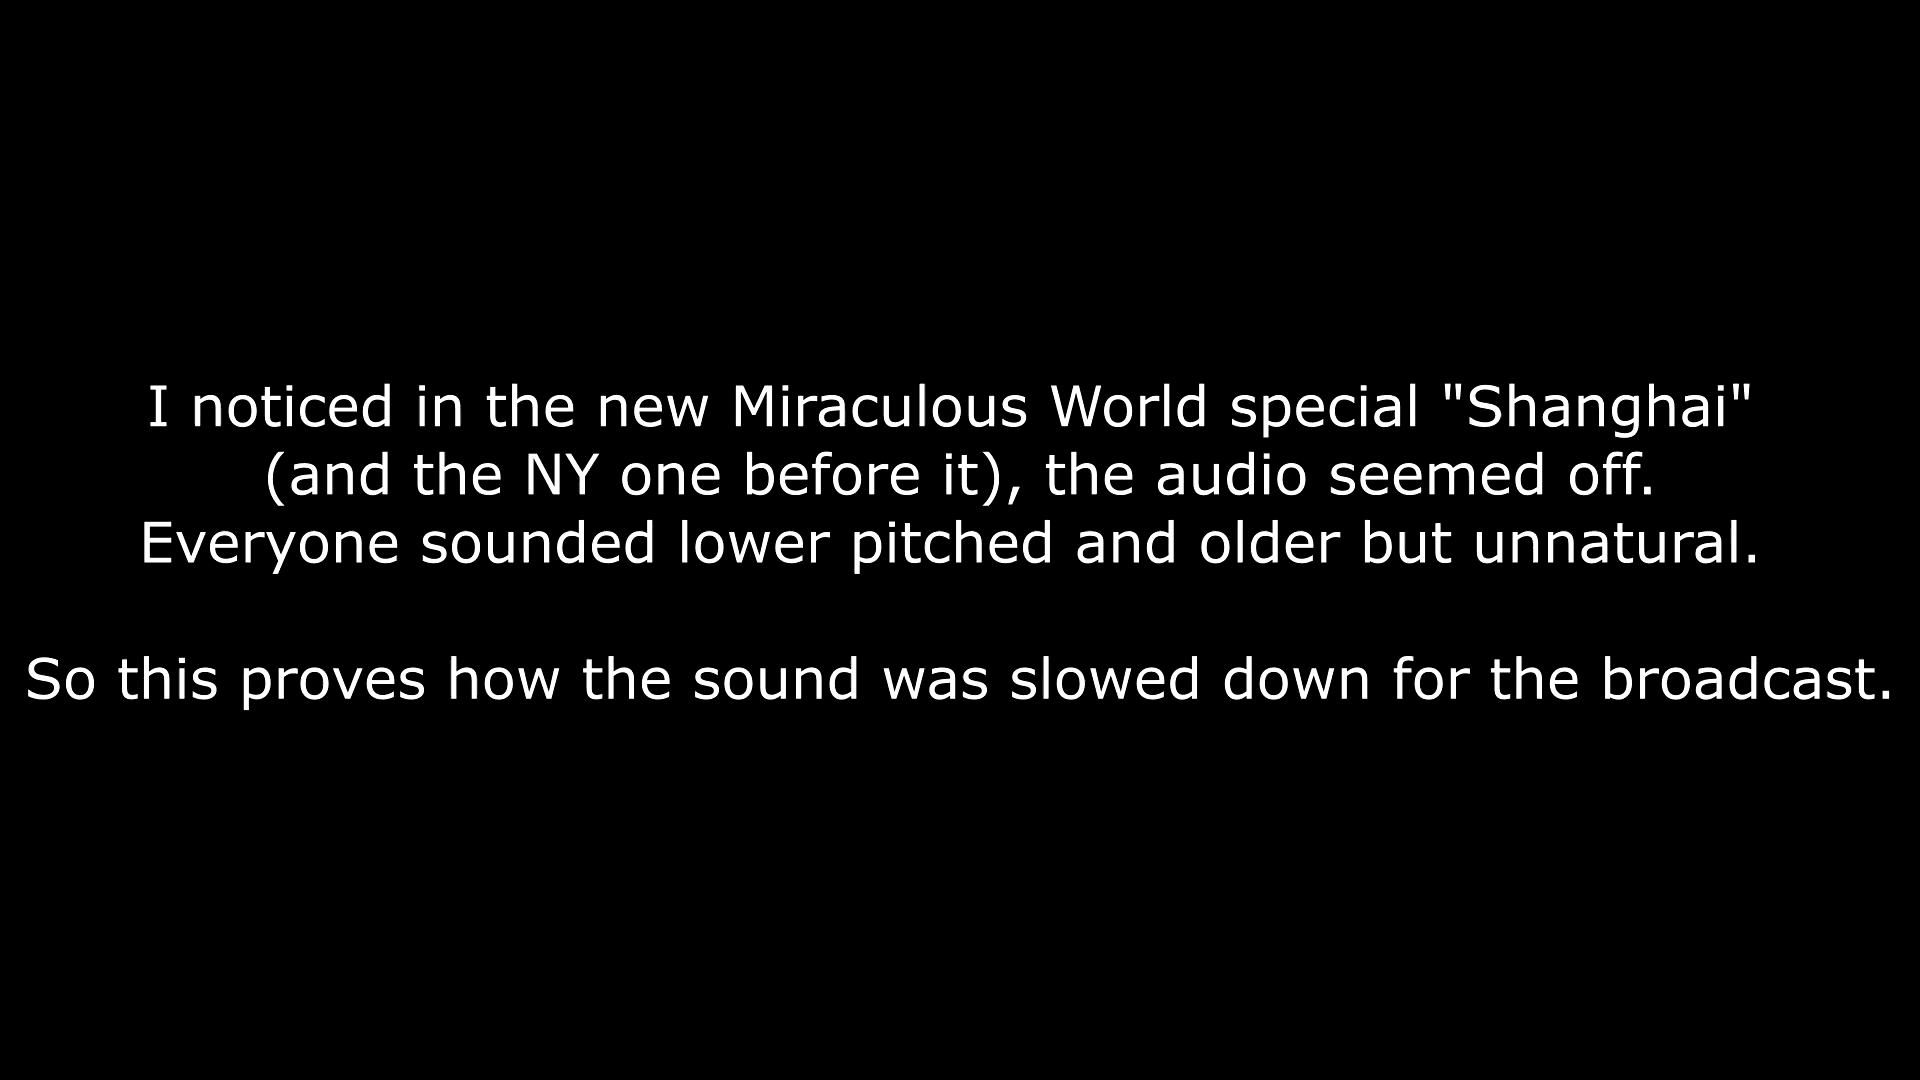 I noticed in the new Miraculous World special "Shanghai"
(and the NY one before it), the audio seemed off.
Everyone sounded lower pitched and older but unnatural.
So this proves how the sound was slowed down for the broadcast.